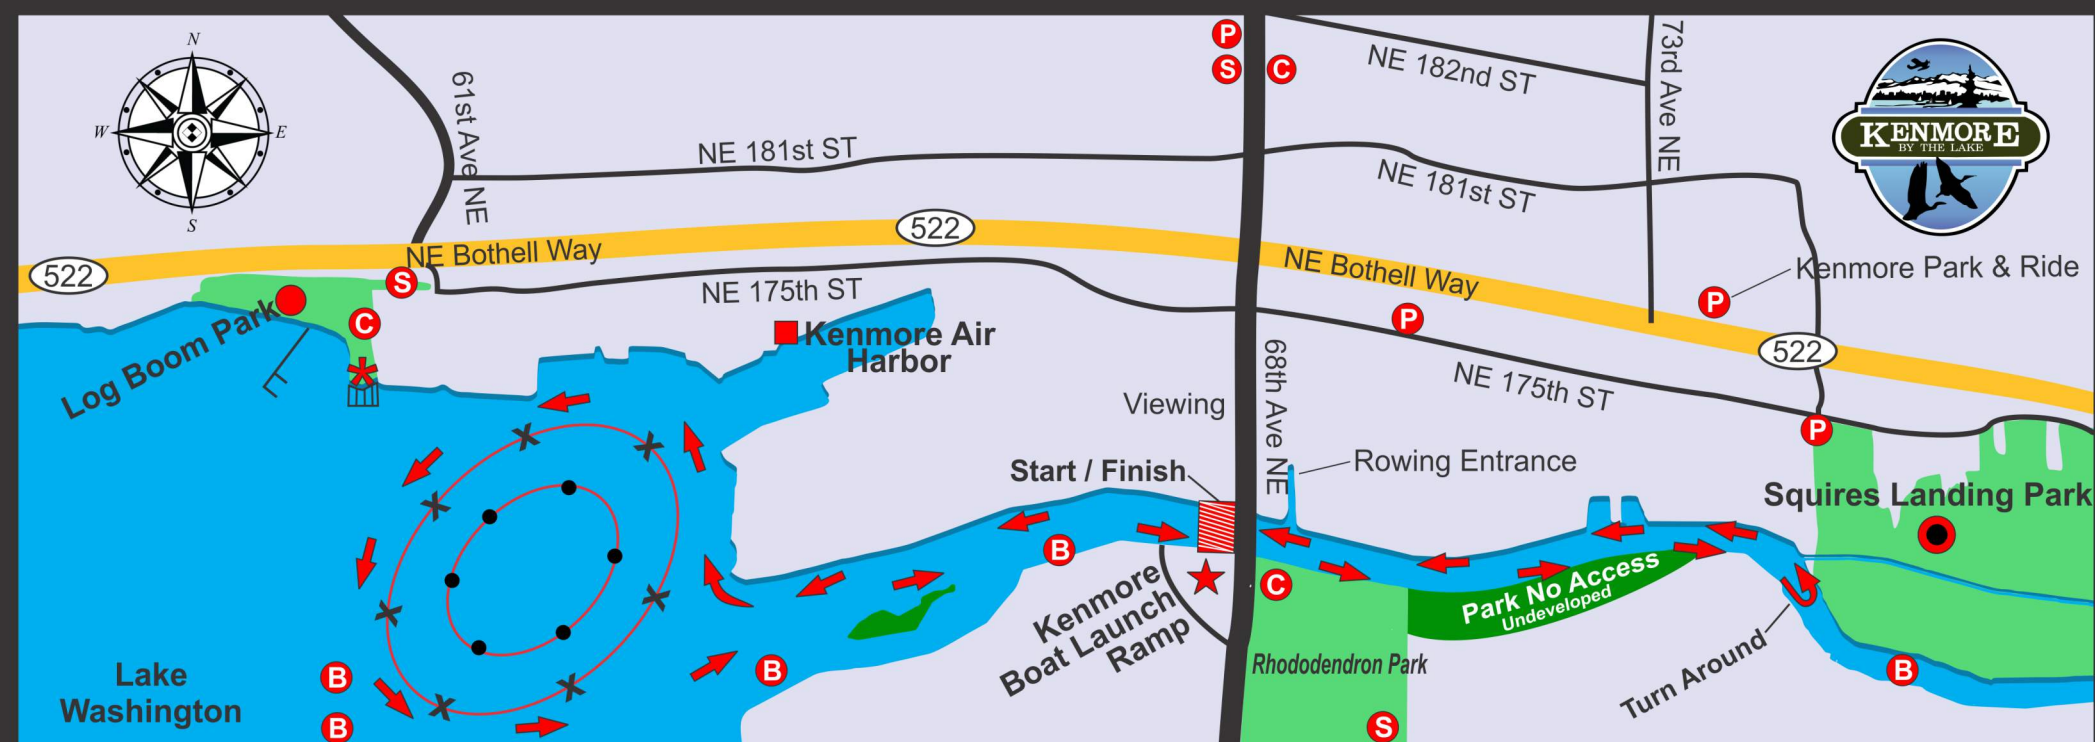 N
W
E
S
61st Ave NE
NE 181st ST
P
S
C
NE 182nd ST
73rd Ave NE
KENMORE
BY THE LAKE
NE 181st ST
522
522
NE Bothell Way
S
NE Bothell Way
Kenmore Park & Ride
P
P
522
NE 175th ST
Log Boom Park
C
Kenmore Air
Harbor
68th Ave NE
NE 175th ST
Viewing
P
Start / Finish
Rowing Entrance
Squires Landing Park
X
X
X
X
X
X
X
B
C
Park No Access
Undeveloped
Kenmore
Boat Launch
Ramp
Rhododendron Park
Turn Around
B
B
B
B
Lake
Washington
S